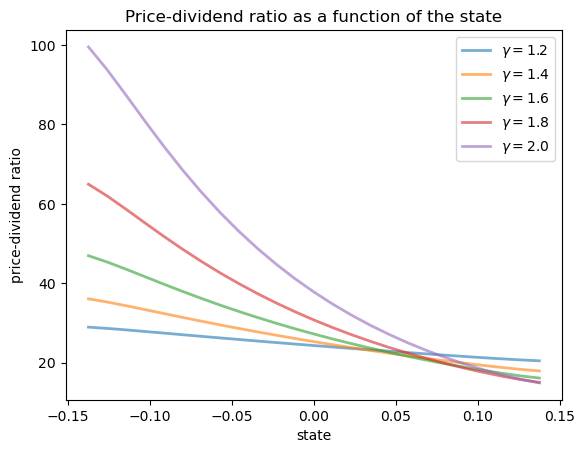 Price-dividend ratio as a function of the state
price-dividend ratio
100
80
60
40
20
γ = 1.2
γ = 1.4
γ = 1.6
γ = 1.8
γ = 2.0
−0.15
−0.10
−0.05
0.00
0.05
0.10
0.15
state